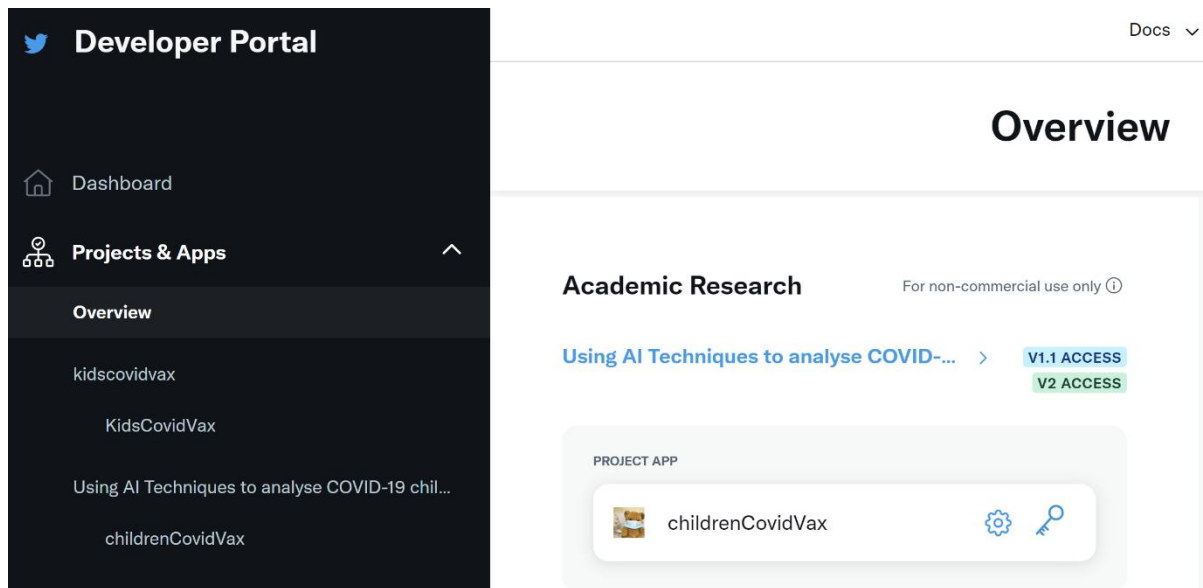 Developer Portal
Dashboard
Projects & Apps
Overview
kidscovidvax
KidsCovidVax
Using AI Techniques to analyse COVID-19 chil...
childrenCovidVax
Docs
Overview
Academic Research
For non-commercial use only
Using AI Techniques to analyse COVID-...
V1.1 ACCESS
V2 ACCESS
PROJECT APP
childrenCovidVax